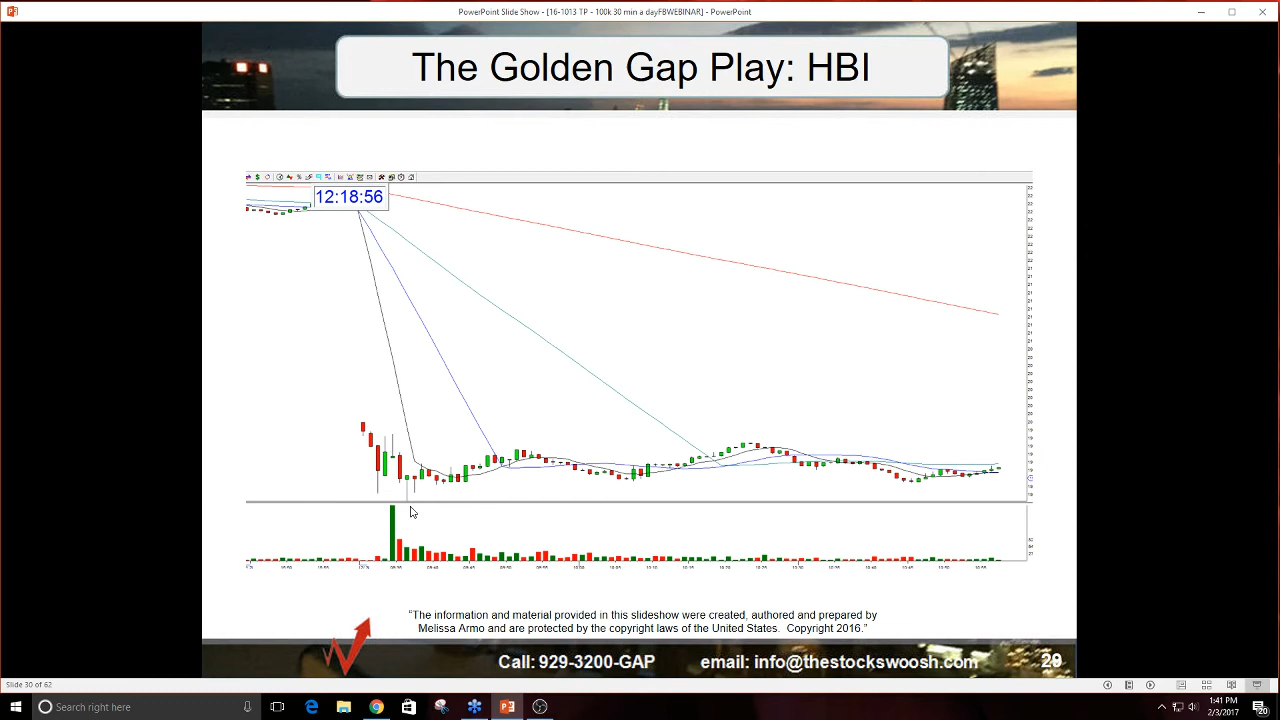 PowerPoint Slide Show - [16-1013 TP - 100k 30 min a dayFBWEBINAR] - PowerPoint
The Golden Gap Play: HBI
12:18:56
"The information and material provided in this slideshow were created, authored and prepared by
Melissa Armo and are protected by the copyright laws of the United States. Copyright 2016."
Call: 929-3200-GAP email: info@thestockswoosh.com
Slide 30 of 62
Search right here
1:41 PM
2/3/2017
20